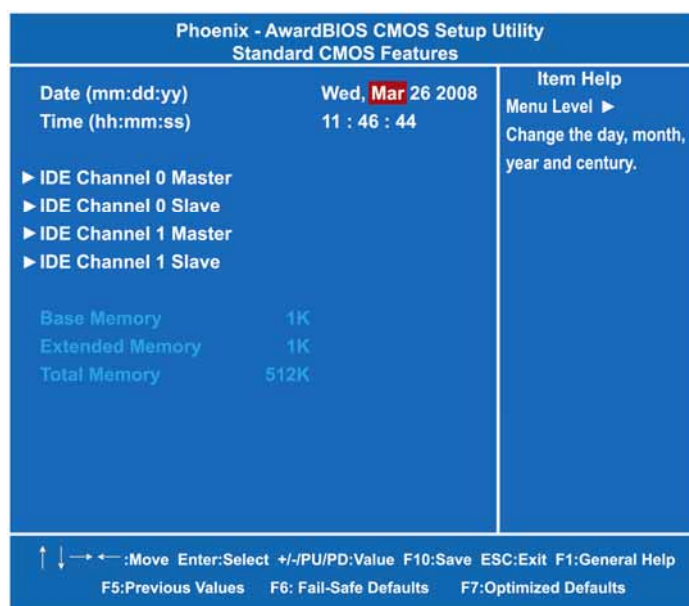 Phoenix - AwardBIOS CMOS Setup Utility
Standard CMOS Features
Date (mm:dd:yy) Wed, Mar 26 2008
Time (hh:mm:ss) 11 : 46 : 44
►IDE Channel 0 Master
►IDE Channel 0 Slave
►IDE Channel 1 Master
►IDE Channel 1 Slave
Base Memory 1K
Extended Memory 1K
Total Memory 512K
Item Help
Menu Level ►
Change the day, month,
year and century.
↑ ↓ → ← :Move Enter:Select +/-/PU/PD:Value F10:Save ESC:Exit F1:General Help
F5:Previous Values F6: Fail-Safe Defaults F7:Optimized Defaults